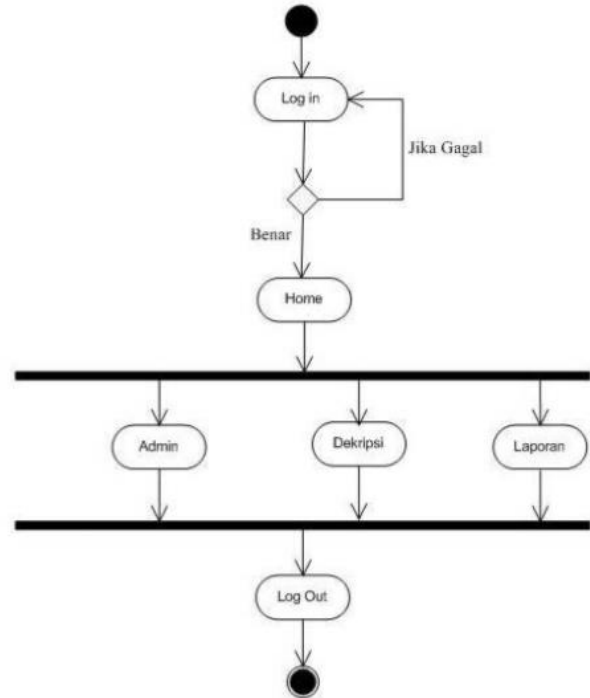 Log in
Jika Gagal
Benar
Home
Admin
Dekripsi
Laporan
Log Out